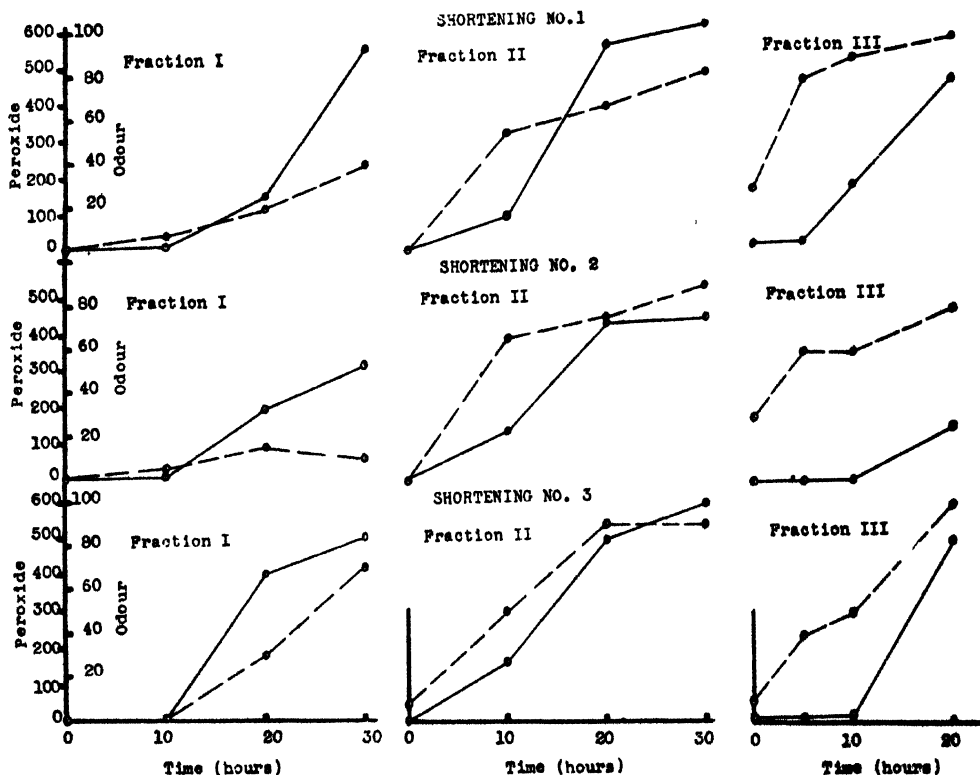 SHORTENING NO.1
Fraction I
Fraction II
Fraction III
600
500
400
300
200
100
0
100
80
60
40
20
Peroxide
Odour
SHORTENING NO. 2
Fraction I
Fraction II
Fraction III
500
400
300
200
100
0
80
60
40
20
Peroxide
Odour
SHORTENING NO. 3
Fraction I
Fraction II
Fraction III
600
500
400
300
200
100
0
100
80
60
40
20
Peroxide
Odour
0 10 20 30
0 10 20 30
0 10 20
Time (hours)
Time (hours)
Time (hours)